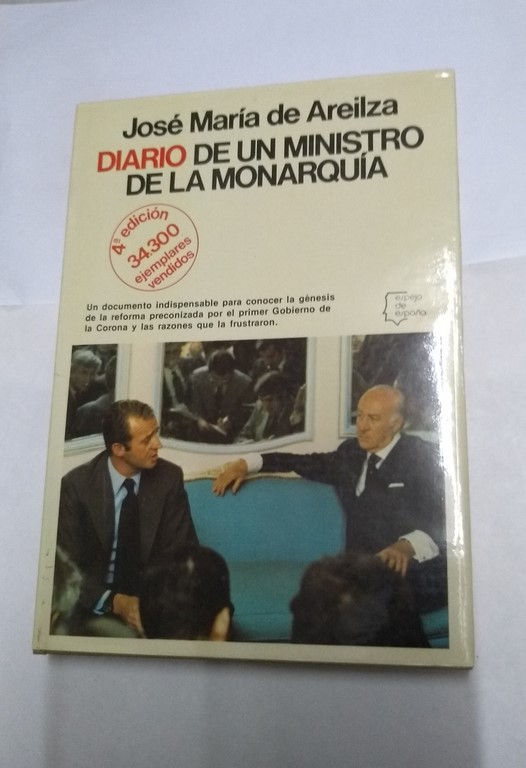 José María de Areilza
DIARIO DE UN MINISTRO
DE LA MONARQUÍA
4ª edición
34.300
ejemplares
vendidos
Un documento indispensable para conocer la génesis
de la reforma preconizada por el primer Gobierno de
la Corona y las razones que la frustraron.
espejo
de
españa